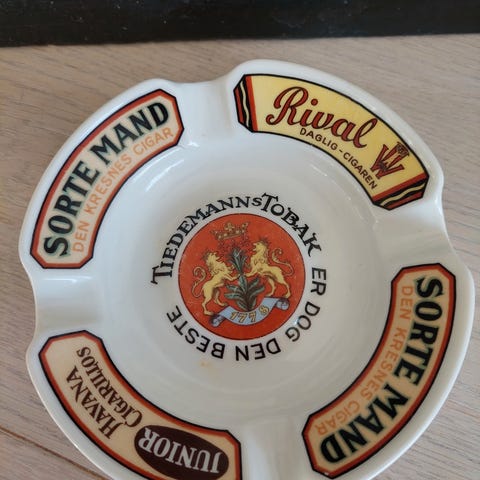 SORTE MAND
DEN KRESNES CIGAR
Rival
DAGLIG-CIGAREN
TIEDEMANNS TOBAK
ER DOG DEN BESTE
1778
SORTE MAND
DEN KRESNES CIGAR
HAVANA
CIGARILLOS
JUNIOR